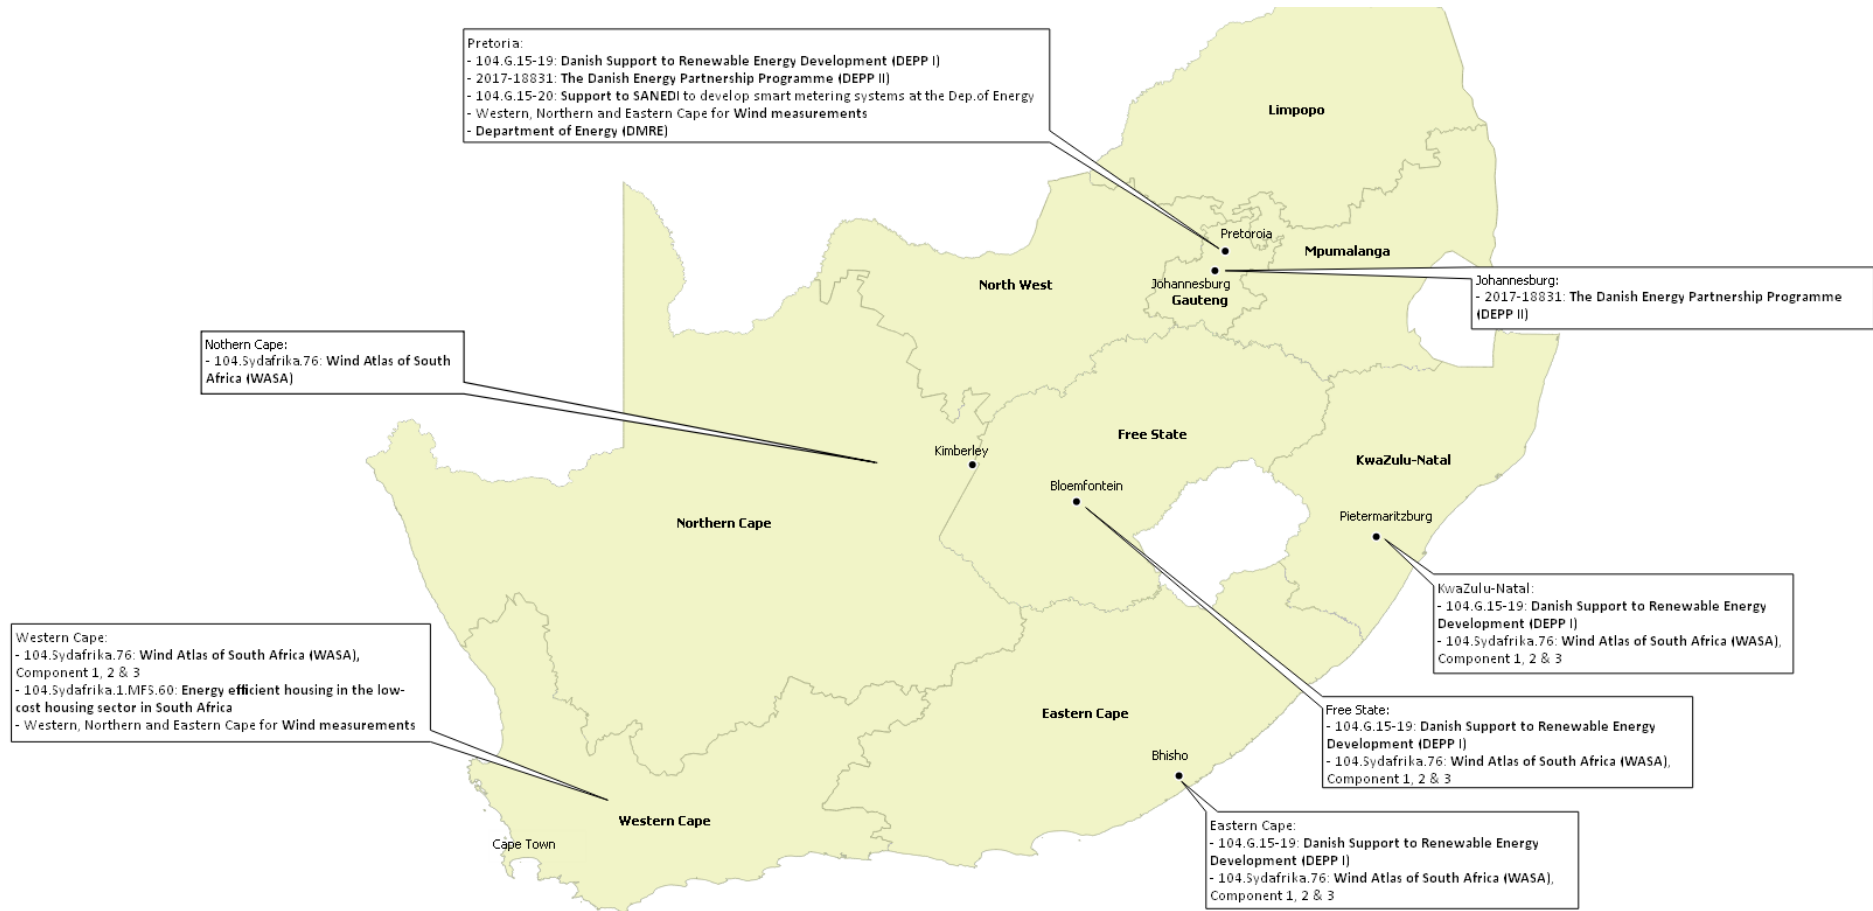 Pretoria:
- 104.G.15-19: Danish Support to Renewable Energy Development (DEPP I)
- 2017-18831: The Danish Energy Partnership Programme (DEPP II)
- 104.G.15-20: Support to SANEDI to develop smart metering systems at the Dep.of Energy
- Western, Northern and Eastern Cape for Wind measurements
- Department of Energy (DMRE)
Limpopo
Pretoroia
Mpumalanga
North West
Johannesburg
Gauteng
Johannesburg:
- 2017-18831: The Danish Energy Partnership Programme
(DEPP II)
Nothern Cape:
- 104.Sydafrika.76: Wind Atlas of South
Africa (WASA)
Free State
Kimberley
KwaZulu-Natal
Bloemfontein
Northern Cape
Pietermaritzburg
KwaZulu-Natal:
- 104.G.15-19: Danish Support to Renewable Energy
Development (DEPP I)
- 104.Sydafrika.76: Wind Atlas of South Africa (WASA),
Component 1, 2 & 3
Western Cape:
- 104.Sydafrika.76: Wind Atlas of South Africa (WASA),
Component 1, 2 & 3
- 104.Sydafrika.1.MFS.60: Energy efficient housing in the low-
cost housing sector in South Africa
- Western, Northern and Eastern Cape for Wind measurements
Eastern Cape
Free State:
- 104.G.15-19: Danish Support to Renewable Energy
Development (DEPP I)
- 104.Sydafrika.76: Wind Atlas of South Africa (WASA),
Component 1, 2 & 3
Bhisho
Western Cape
Cape Town
Eastern Cape:
- 104.G.15-19: Danish Support to Renewable Energy
Development (DEPP I)
- 104.Sydafrika.76: Wind Atlas of South Africa (WASA),
Component 1, 2 & 3